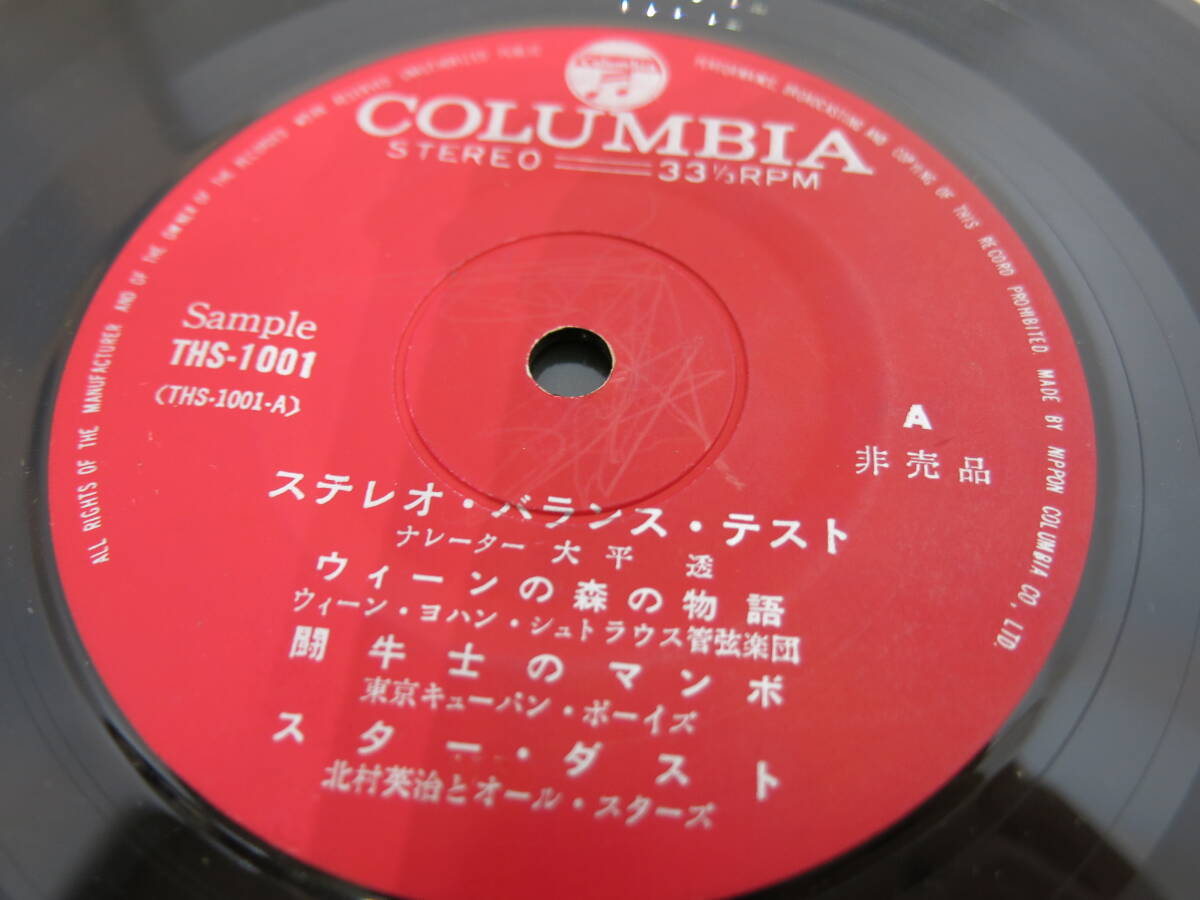 Columbia
COLUMBIA
STEREO 33⅓RPM
Sample
THS-1001
(THS-1001-A)
A
非売品
ステレオ・バランス・テスト
ナレーター 大平 透
ウィーンの森の物語
ウィーン・ヨハン・シュトラウス管弦楽団
闘牛士のマンボ
東京キューバン・ボーイズ
スター・ダスト
北村英治とオール・スターズ
ALL RIGHTS OF THE MANUFACTURER AND OF THE OWNER OF THE RECORDED WORK RESERVED UNAUTHORIZED PUBLIC PERFORMANCE, BROADCASTING AND COPYING OF THIS RECORD PROHIBITED. MADE BY NIPPON COLUMBIA CO., LTD.